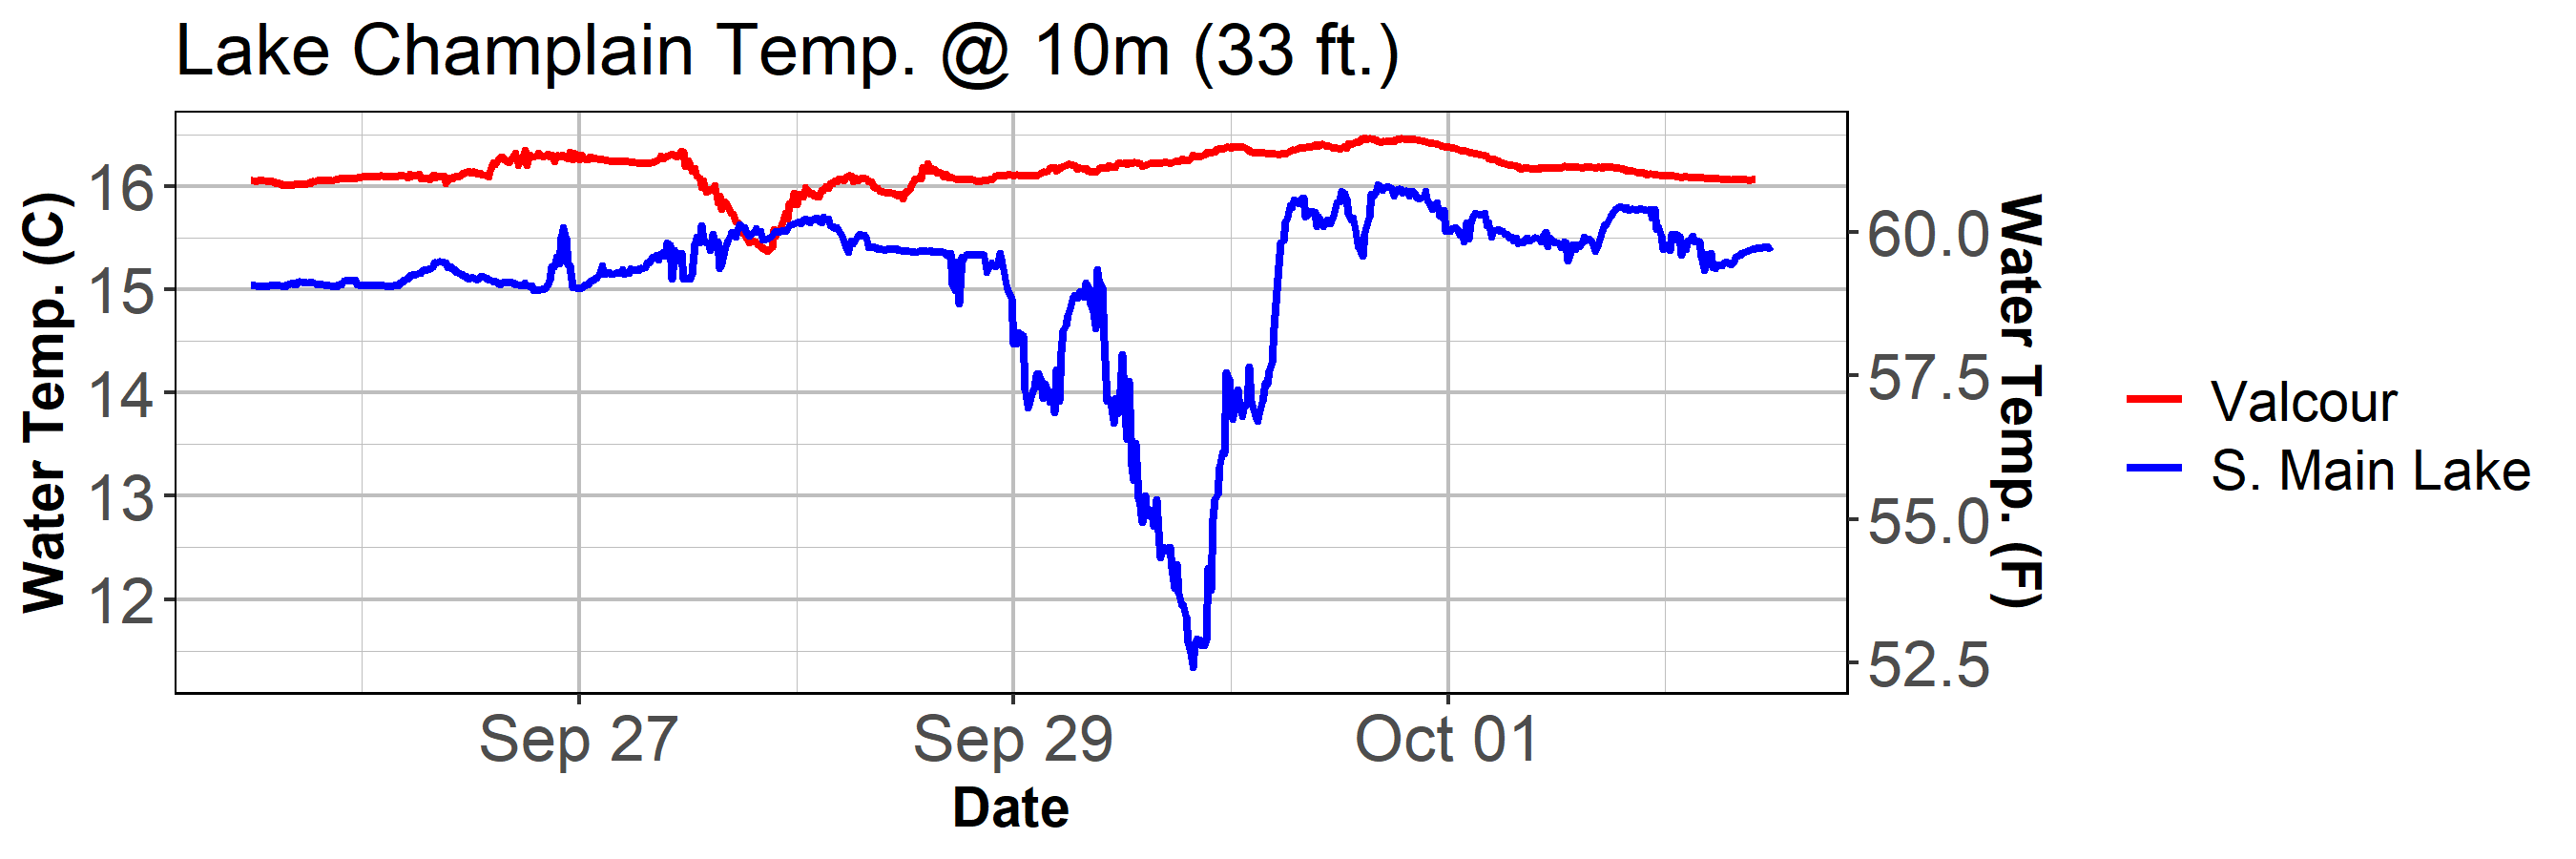 Lake Champlain Temp. @ 10m (33 ft.)
Water Temp. (C)
16
15
14
13
12
60.0
57.5
55.0
52.5
Water Temp. (F)
Sep 27
Sep 29
Oct 01
Date
Valcour
S. Main Lake